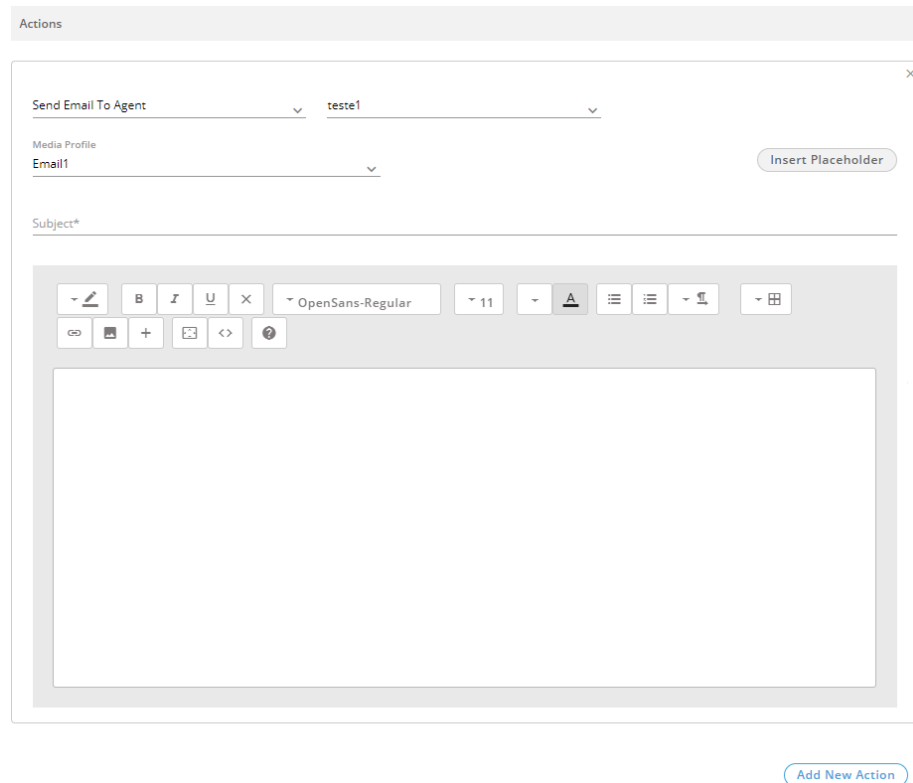 Actions
Send Email To Agent teste1
Media Profile
Email1
Insert Placeholder
Subject*
B I U OpenSans-Regular 11 A
Add New Action